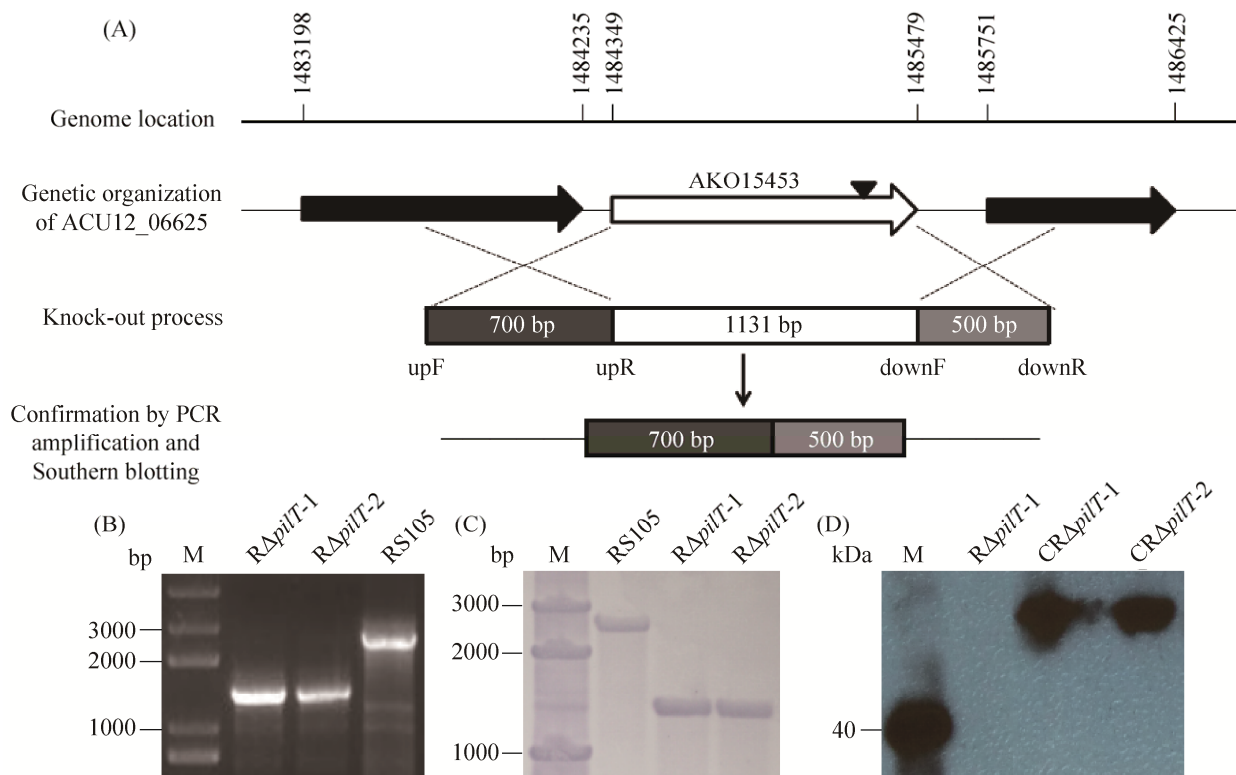 (A)
1483198
1484235
1484349
1485479
1485751
1486425
Genome location
Genetic organization
of ACU12_06625
AKO15453
Knock-out process
700 bp
1131 bp
500 bp
upF
upR
downF
downR
Confirmation by PCR
amplification and
Southern blotting
700 bp
500 bp
(B)
bp
M
RΔpilT-1
RΔpilT-2
RS105
3000
2000
1000
(C)
bp
M
RS105
RΔpilT-1
RΔpilT-2
3000
2000
1000
(D)
kDa
M
RΔpilT-1
CRΔpilT-1
CRΔpilT-2
40